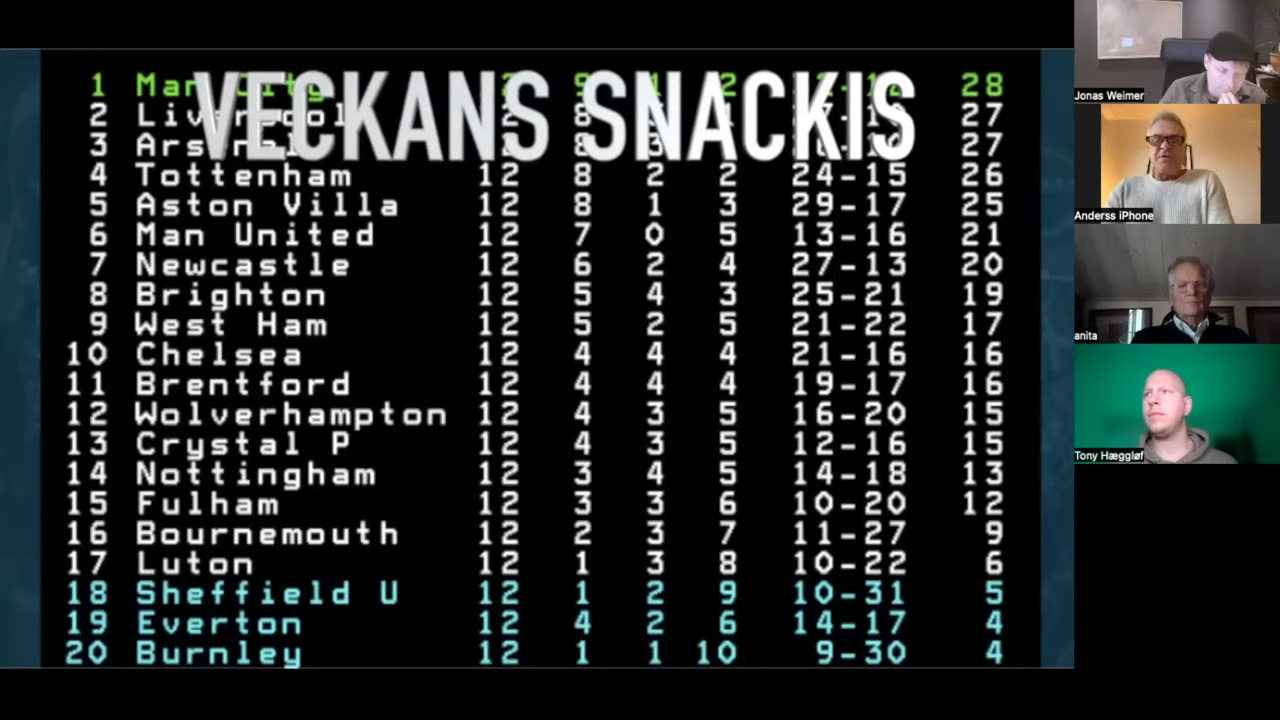 VECKANS SNACKIS
1 Man City 28
2 Liverpool 27
3 Arsenal 27
4 Tottenham 12 8 2 2 24-15 26
5 Aston Villa 12 8 1 3 29-17 25
6 Man United 12 7 0 5 13-16 21
7 Newcastle 12 6 2 4 27-13 20
8 Brighton 12 5 4 3 25-21 19
9 West Ham 12 5 2 5 21-22 17
10 Chelsea 12 4 4 4 21-16 16
11 Brentford 12 4 4 4 19-17 16
12 Wolverhampton 12 4 3 5 16-20 15
13 Crystal P 12 4 3 5 12-16 15
14 Nottingham 12 3 4 5 14-18 13
15 Fulham 12 3 3 6 10-20 12
16 Bournemouth 12 2 3 7 11-27 9
17 Luton 12 1 3 8 10-22 6
18 Sheffield U 12 1 2 9 10-31 5
19 Everton 12 4 2 6 14-17 4
20 Burnley 12 1 1 10 9-30 4
Jonas Weimer
Anderss iPhone
anita
Tony Hæggløf